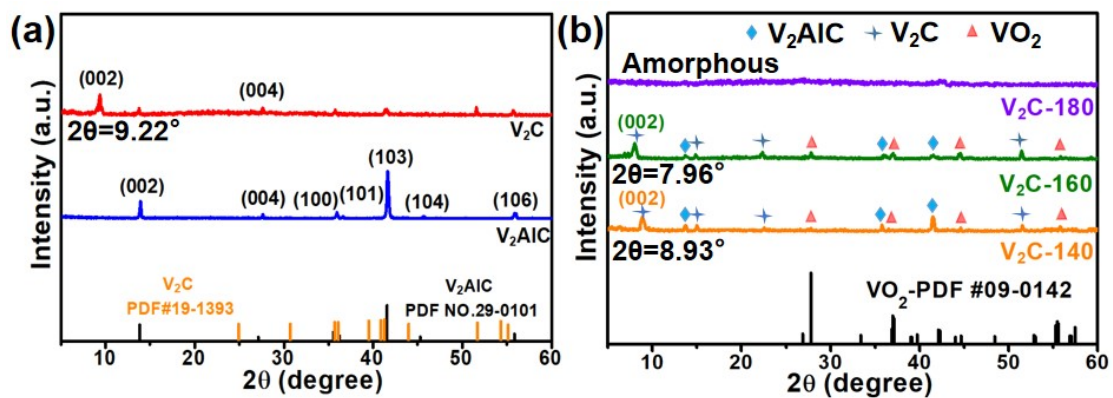 (a)
(002)
(004)
2θ=9.22°
V₂C
(103)
(002)
(004)
(100)
(101)
(104)
(106)
V₂AlC
V₂C
PDF#19-1393
V₂AlC
PDF NO.29-0101
Intensity (a.u.)
10 20 30 40 50 60
2θ (degree)
(b)
V₂AlC V₂C VO₂
Amorphous
V₂C-180
(002)
2θ=7.96°
V₂C-160
(002)
2θ=8.93°
V₂C-140
VO₂-PDF #09-0142
Intensity (a.u.)
10 20 30 40 50 60
2θ (degree)